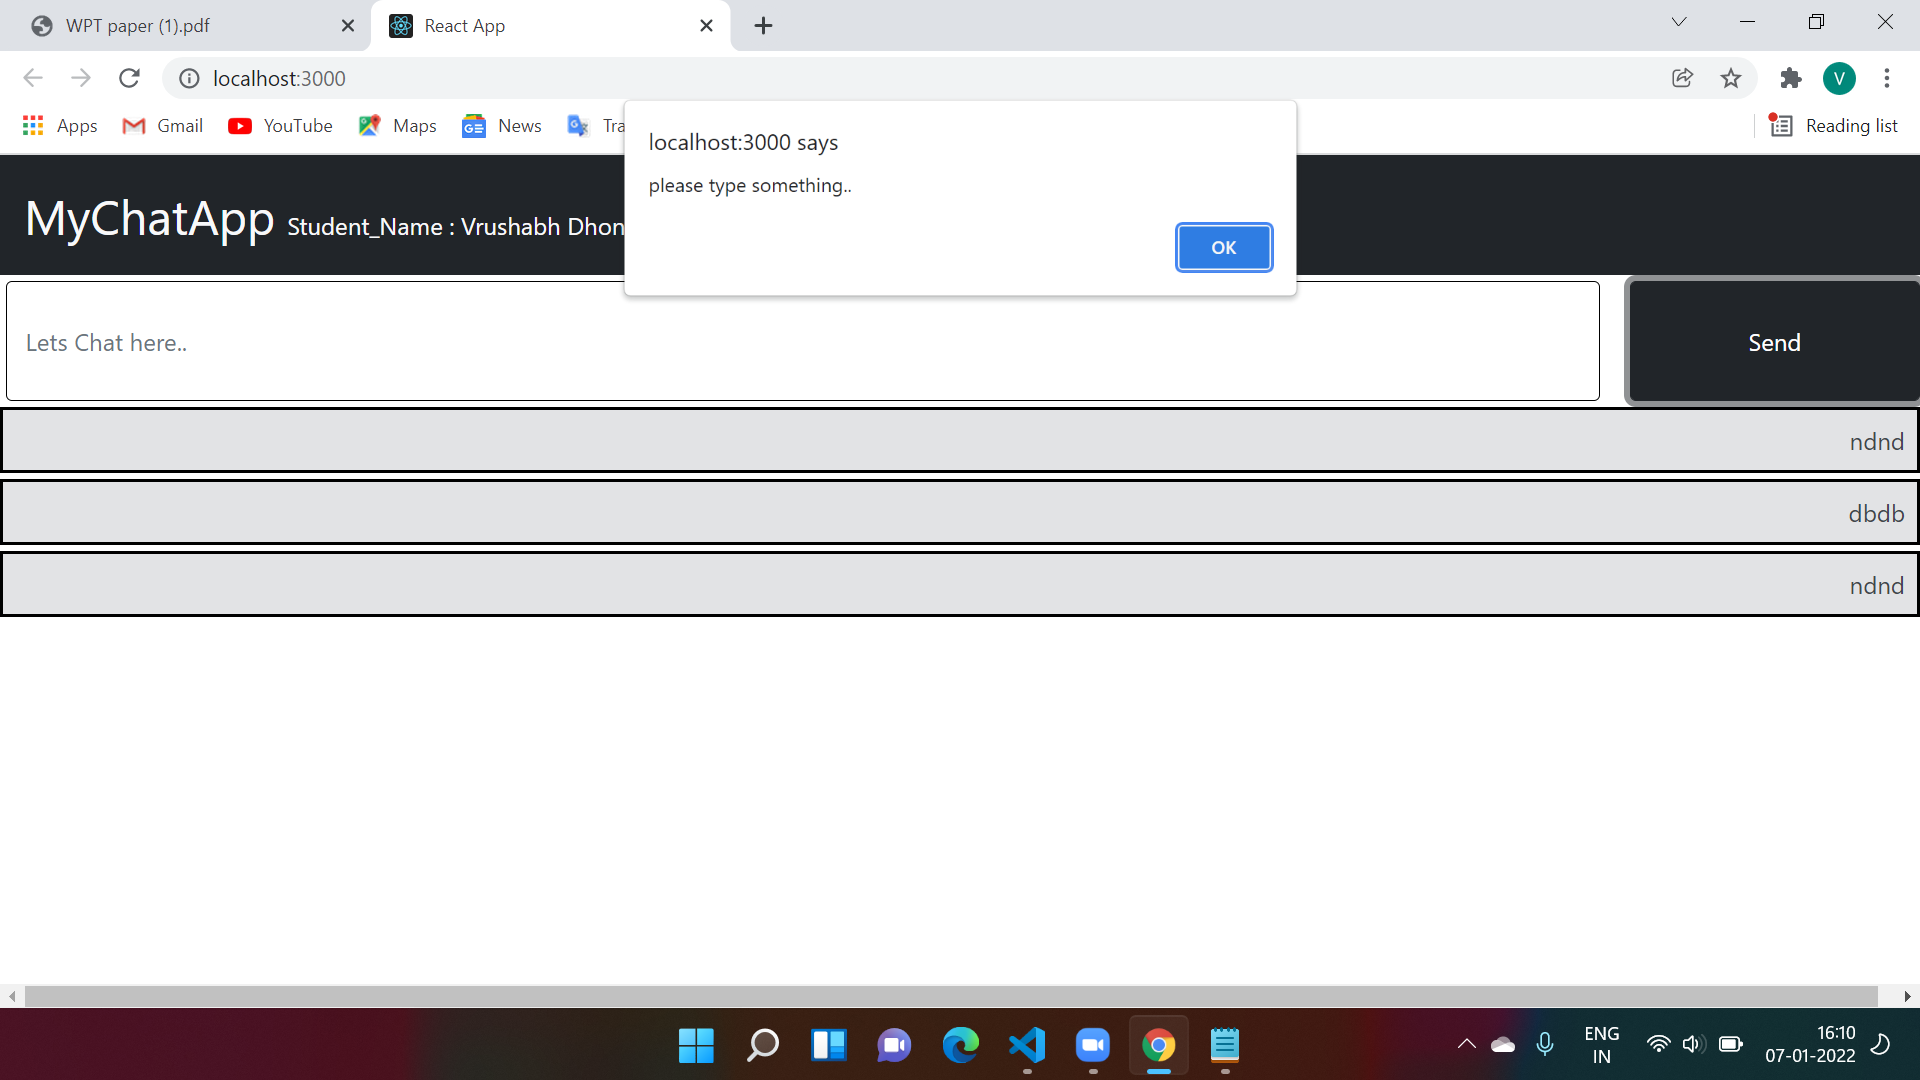 WPT paper (1).pdf
React App
localhost:3000
V
Apps
Gmail
YouTube
Maps
News
Reading list
localhost:3000 says
please type something..
OK
MyChatApp Student_Name : Vrushabh
Lets Chat here..
Send
ndnd
dbdb
ndnd
ENG
IN
16:10
07-01-2022